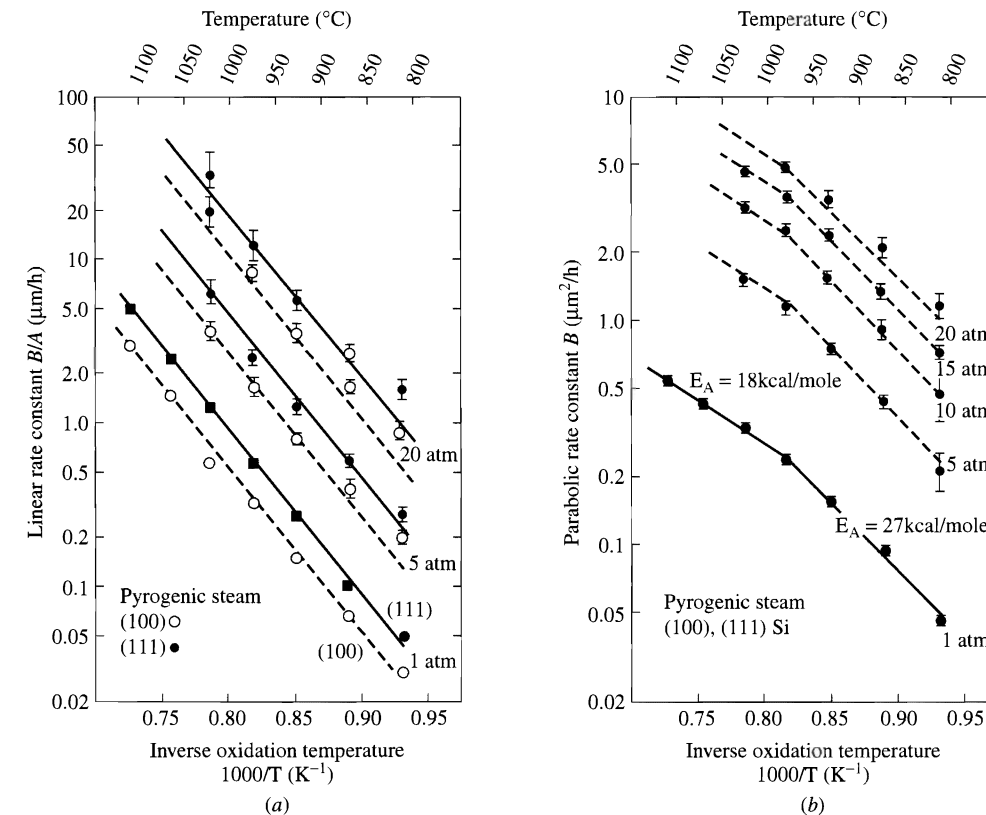 Temperature (°C)
1100 1050 1000 950 900 850 800
100
50
20
10
5.0
2.0
1.0
0.5
0.2
0.1
0.05
0.02
Linear rate constant B/A (μm/h)
20 atm
5 atm
Pyrogenic steam
(100)
(111)
(111)
(100)
1 atm
0.75 0.80 0.85 0.90 0.95
Inverse oxidation temperature
1000/T (K⁻¹)
(a)
Temperature (°C)
1100 1050 1000 950 900 850 800
10
5.0
2.0
1.0
0.5
0.2
0.1
0.05
0.02
Parabolic rate constant B (μm²/h)
20 atm
15 atm
10 atm
5 atm
E_A = 18kcal/mole
E_A = 27kcal/mole
Pyrogenic steam
(100), (111) Si
1 atm
0.75 0.80 0.85 0.90 0.95
Inverse oxidation temperature
1000/T (K⁻¹)
(b)